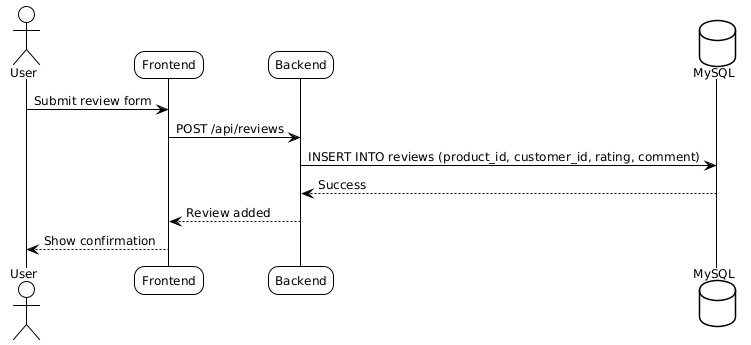 User
Frontend
Backend
MySQL
Submit review form
POST /api/reviews
INSERT INTO reviews (product_id, customer_id, rating, comment)
Success
Review added
Show confirmation
User
Frontend
Backend
MySQL